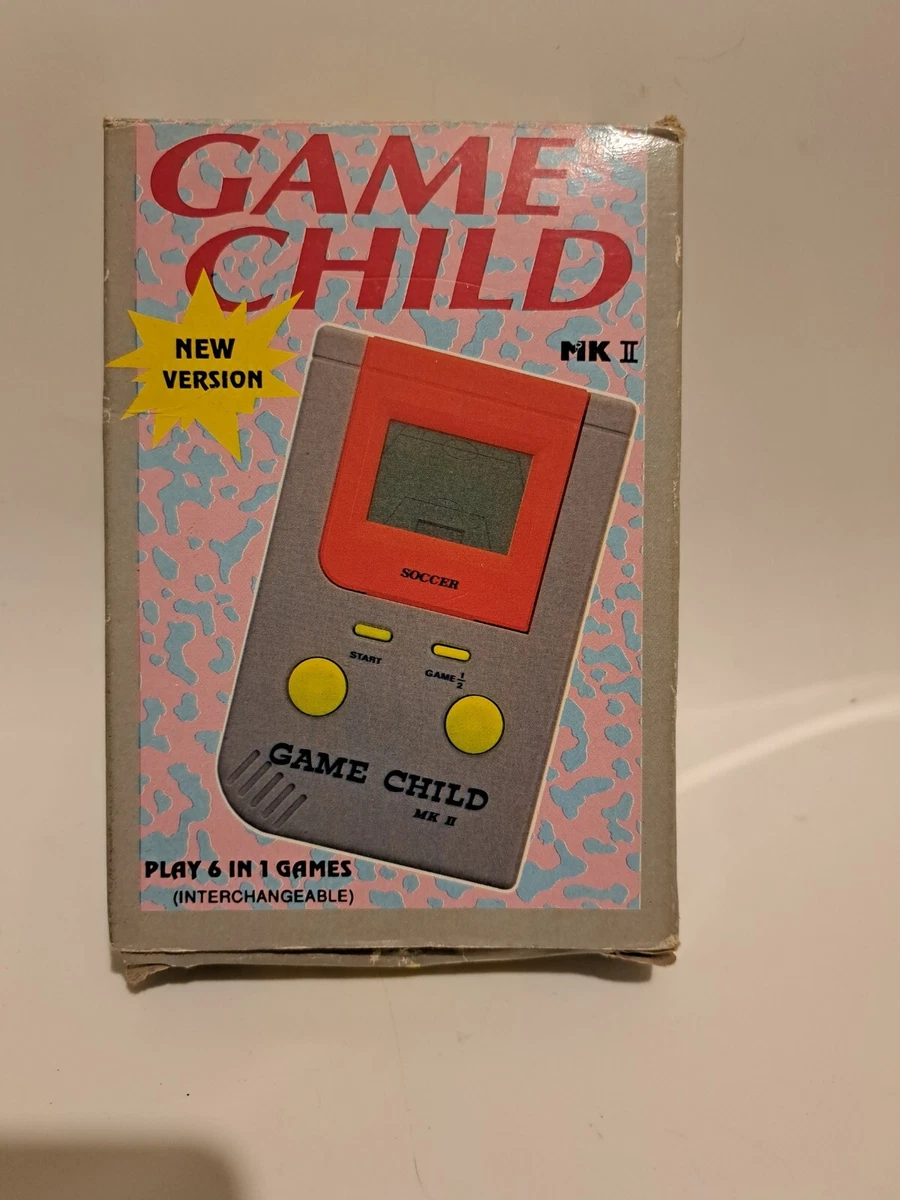 GAME
CHILD
NEW
VERSION
MK II
SOCCER
START
GAME 1/2
GAME CHILD
MK II
PLAY 6 IN 1 GAMES
(INTERCHANGEABLE)